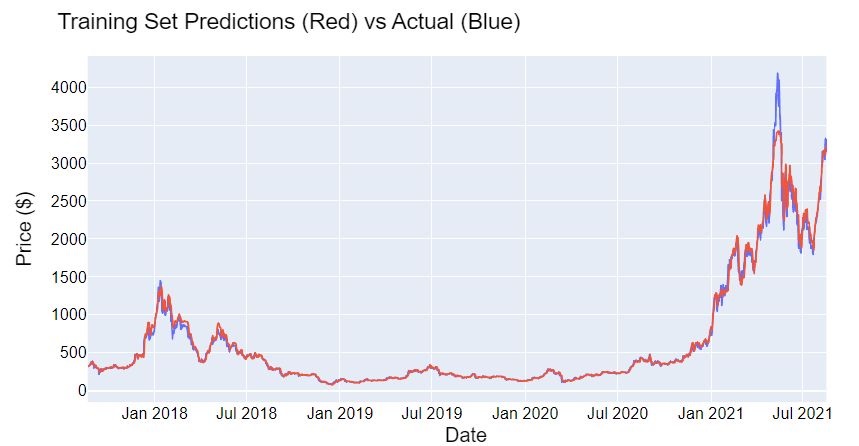 Training Set Predictions (Red) vs Actual (Blue)
4000
3500
3000
2500
2000
1500
1000
500
0
Price ($)
Jan 2018 Jul 2018 Jan 2019 Jul 2019 Jan 2020 Jul 2020 Jan 2021 Jul 2021
Date